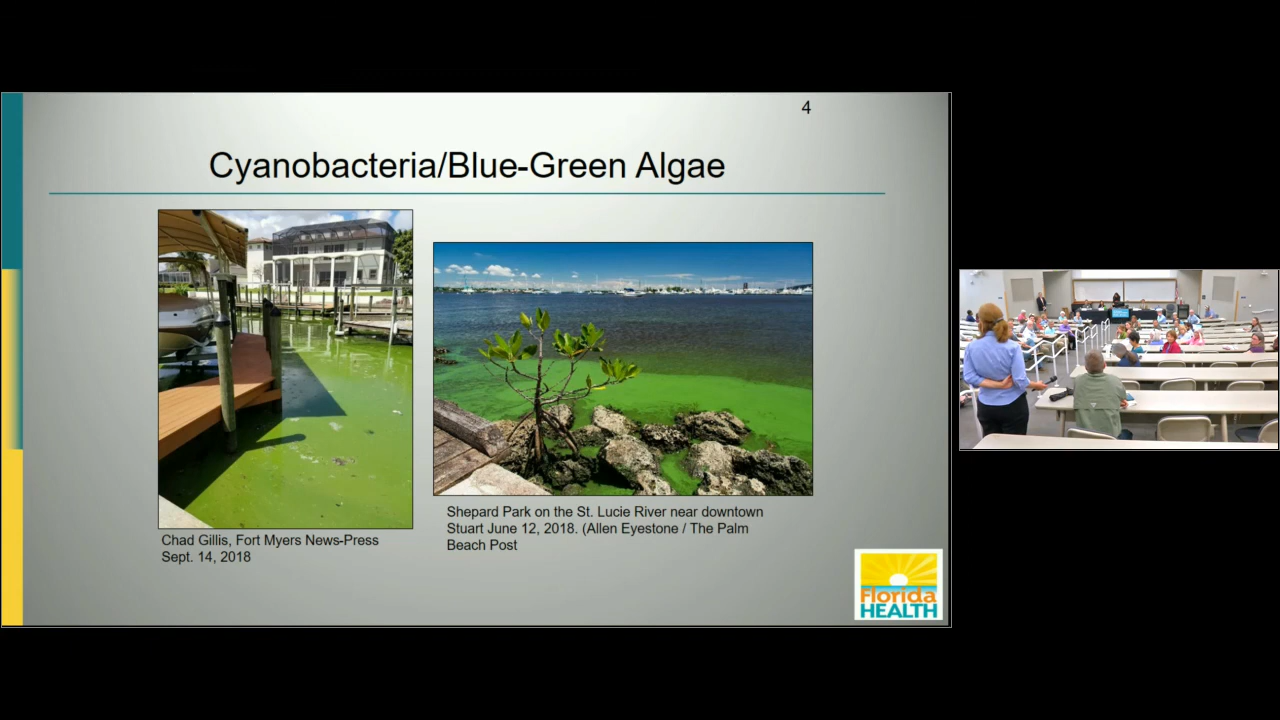 4
Cyanobacteria/Blue-Green Algae
Chad Gillis, Fort Myers News-Press
Sept. 14, 2018
Shepard Park on the St. Lucie River near downtown
Stuart June 12, 2018. (Allen Eyestone / The Palm
Beach Post
Florida
HEALTH